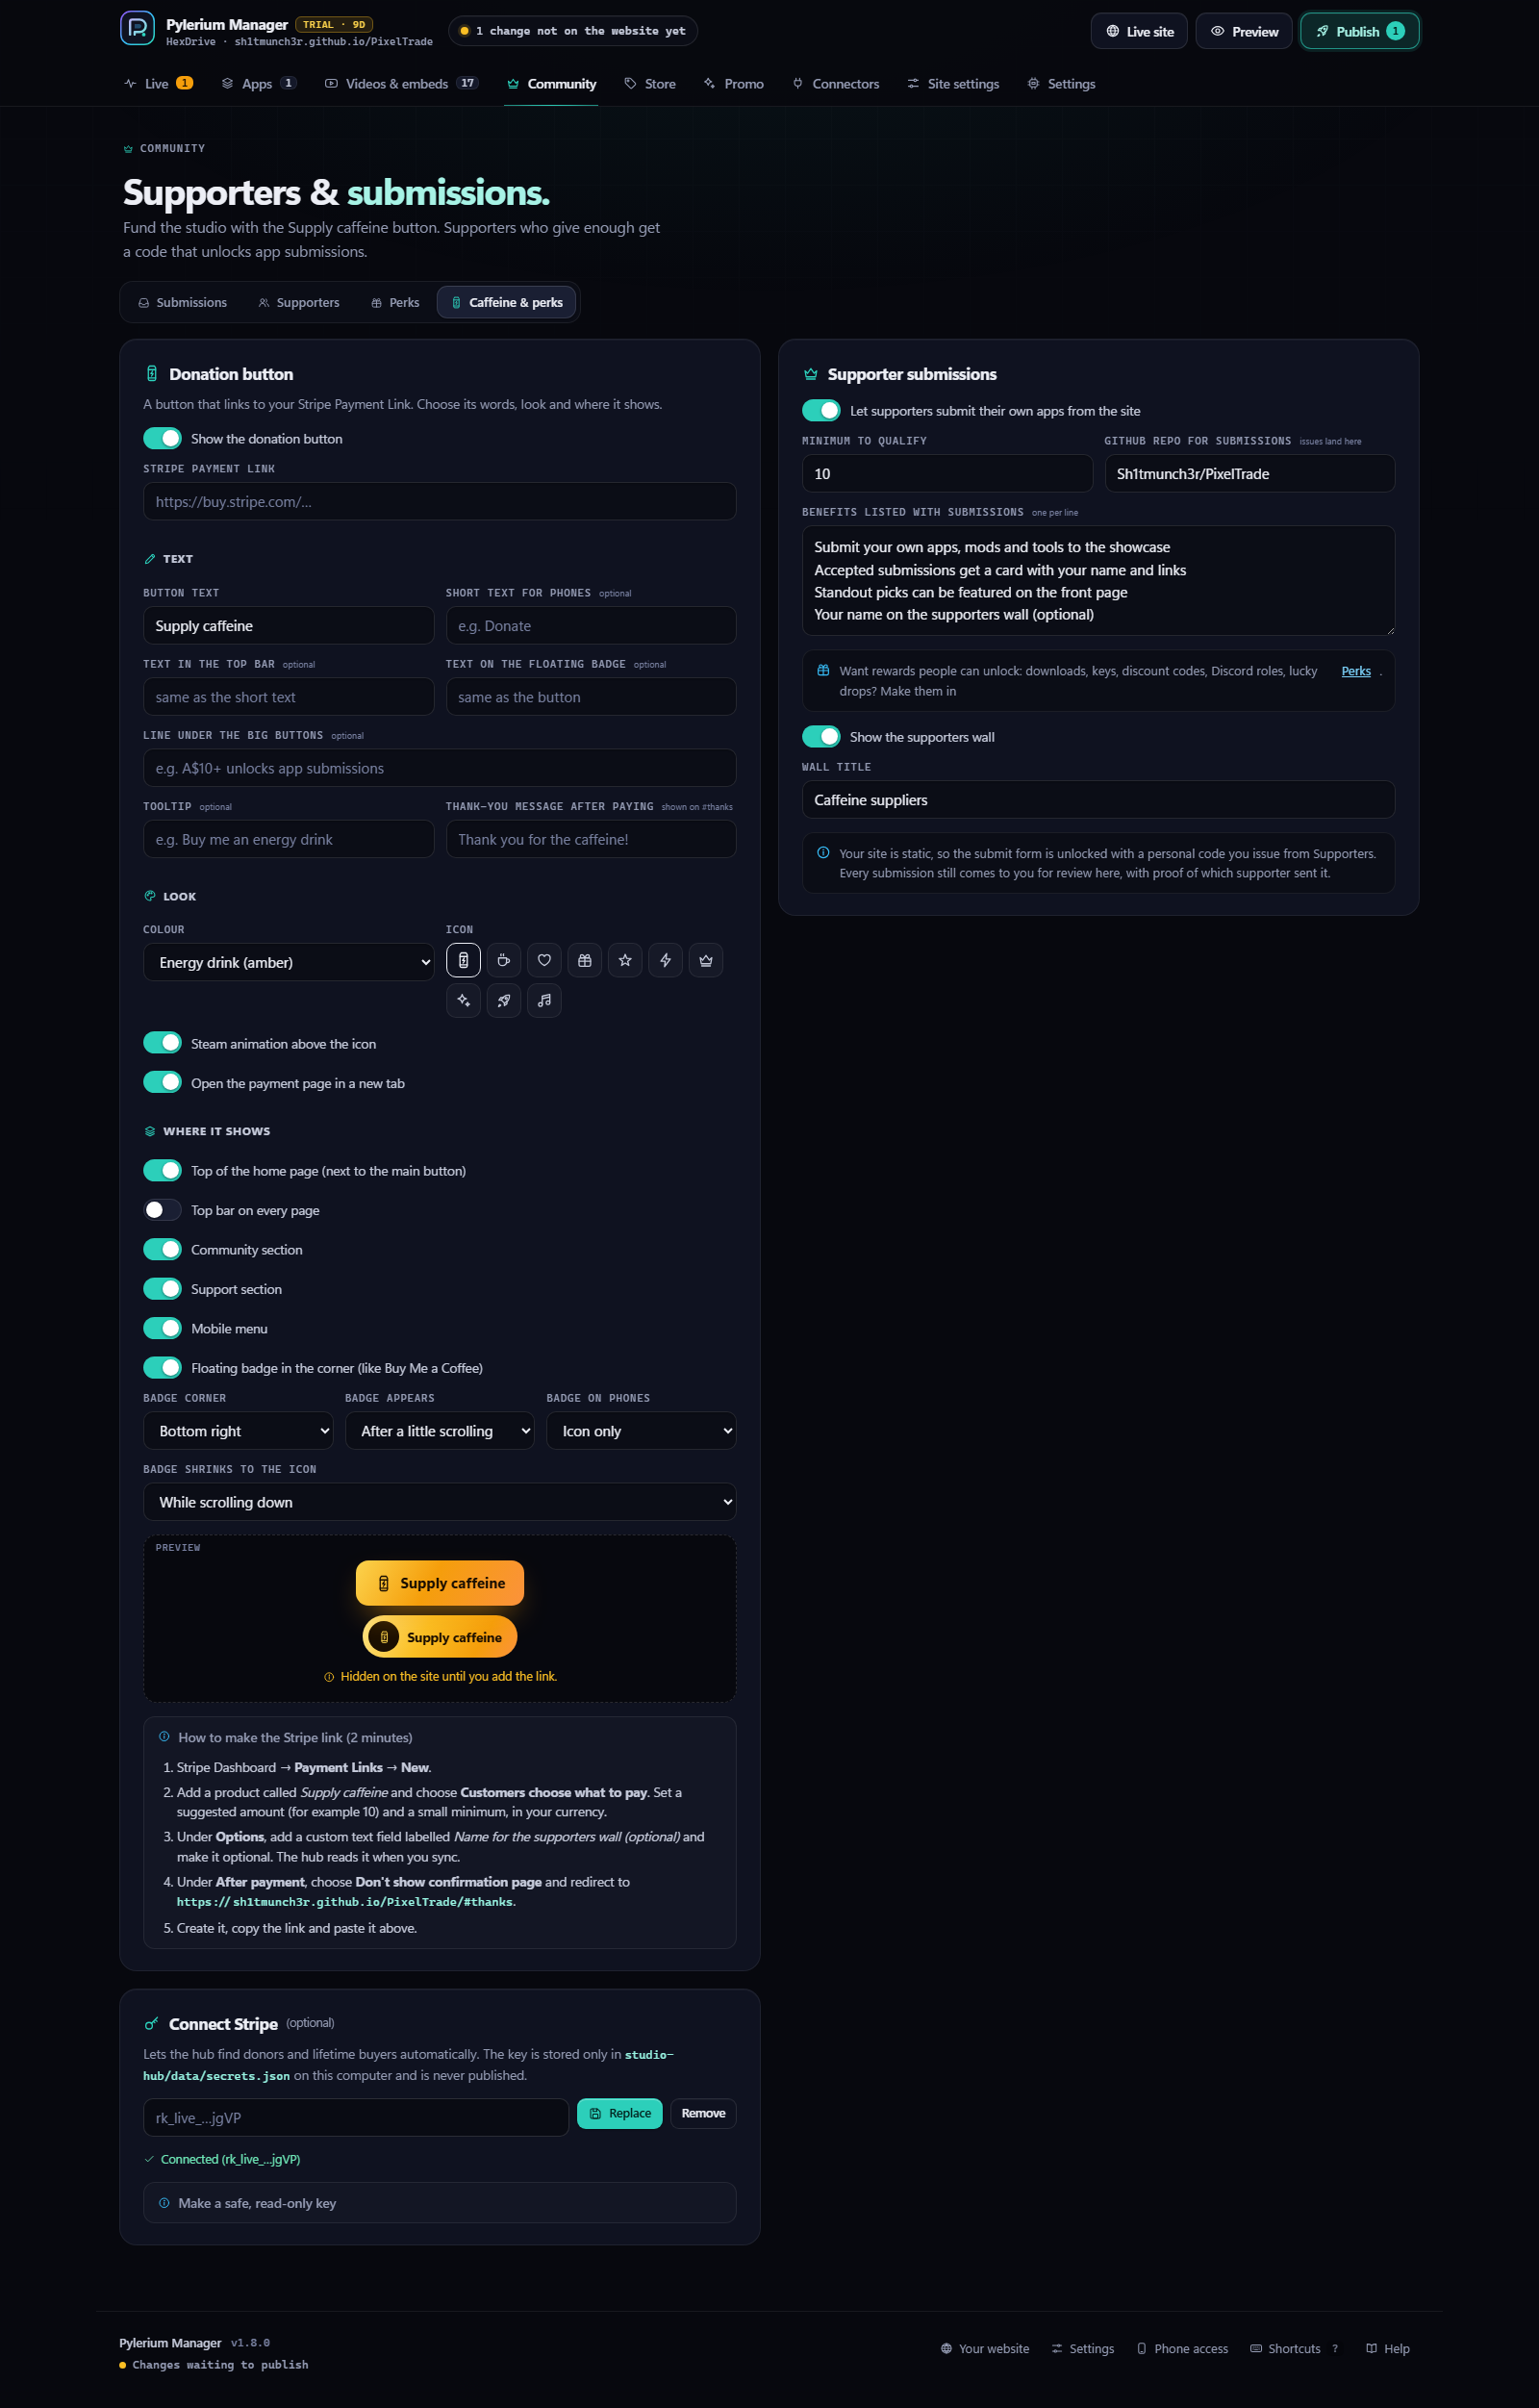 Pylerium Manager TRIAL · 9D
HexDrive · sh1tmunch3r.github.io/PixelTrade
1 change not on the website yet
Live site
Preview
Publish 1
Live 1
Apps 1
Videos & embeds 17
Community
Store
Promo
Connectors
Site settings
Settings
COMMUNITY
Supporters & submissions.
Fund the studio with the Supply caffeine button. Supporters who give enough get
a code that unlocks app submissions.
Submissions
Supporters
Perks
Caffeine & perks
Donation button
A button that links to your Stripe Payment Link. Choose its words, look and where it shows.
Show the donation button
STRIPE PAYMENT LINK
https://buy.stripe.com/...
TEXT
BUTTON TEXT
SHORT TEXT FOR PHONES optional
Supply caffeine
e.g. Donate
TEXT IN THE TOP BAR optional
TEXT ON THE FLOATING BADGE optional
same as the short text
same as the button
LINE UNDER THE BIG BUTTONS optional
e.g. A$10+ unlocks app submissions
TOOLTIP optional
THANK-YOU MESSAGE AFTER PAYING shown on #thanks
e.g. Buy me an energy drink
Thank you for the caffeine!
LOOK
COLOUR
ICON
Energy drink (amber)
Steam animation above the icon
Open the payment page in a new tab
WHERE IT SHOWS
Top of the home page (next to the main button)
Top bar on every page
Community section
Support section
Mobile menu
Floating badge in the corner (like Buy Me a Coffee)
BADGE CORNER
BADGE APPEARS
BADGE ON PHONES
Bottom right
After a little scrolling
Icon only
BADGE SHRINKS TO THE ICON
While scrolling down
PREVIEW
Supply caffeine
Supply caffeine
Hidden on the site until you add the link.
How to make the Stripe link (2 minutes)
1. Stripe Dashboard → Payment Links → New.
2. Add a product called Supply caffeine and choose Customers choose what to pay. Set a
suggested amount (for example 10) and a small minimum, in your currency.
3. Under Options, add a custom text field labelled Name for the supporters wall (optional) and
make it optional. The hub reads it when you sync.
4. Under After payment, choose Don't show confirmation page and redirect to
https://sh1tmunch3r.github.io/PixelTrade/#thanks.
5. Create it, copy the link and paste it above.
Connect Stripe (optional)
Lets the hub find donors and lifetime buyers automatically. The key is stored only in studio-
hub/data/secrets.json on this computer and is never published.
rk_live_…jgVP
Replace
Remove
Connected (rk_live_…jgVP)
Make a safe, read-only key
Supporter submissions
Let supporters submit their own apps from the site
MINIMUM TO QUALIFY
GITHUB REPO FOR SUBMISSIONS issues land here
10
Sh1tmunch3r/PixelTrade
BENEFITS LISTED WITH SUBMISSIONS one per line
Submit your own apps, mods and tools to the showcase
Accepted submissions get a card with your name and links
Standout picks can be featured on the front page
Your name on the supporters wall (optional)
Want rewards people can unlock: downloads, keys, discount codes, Discord roles, lucky
drops? Make them in
Perks .
Show the supporters wall
WALL TITLE
Caffeine suppliers
Your site is static, so the submit form is unlocked with a personal code you issue from Supporters.
Every submission still comes to you for review here, with proof of which supporter sent it.
Pylerium Manager v1.8.0
Changes waiting to publish
Your website
Settings
Phone access
Shortcuts ?
Help